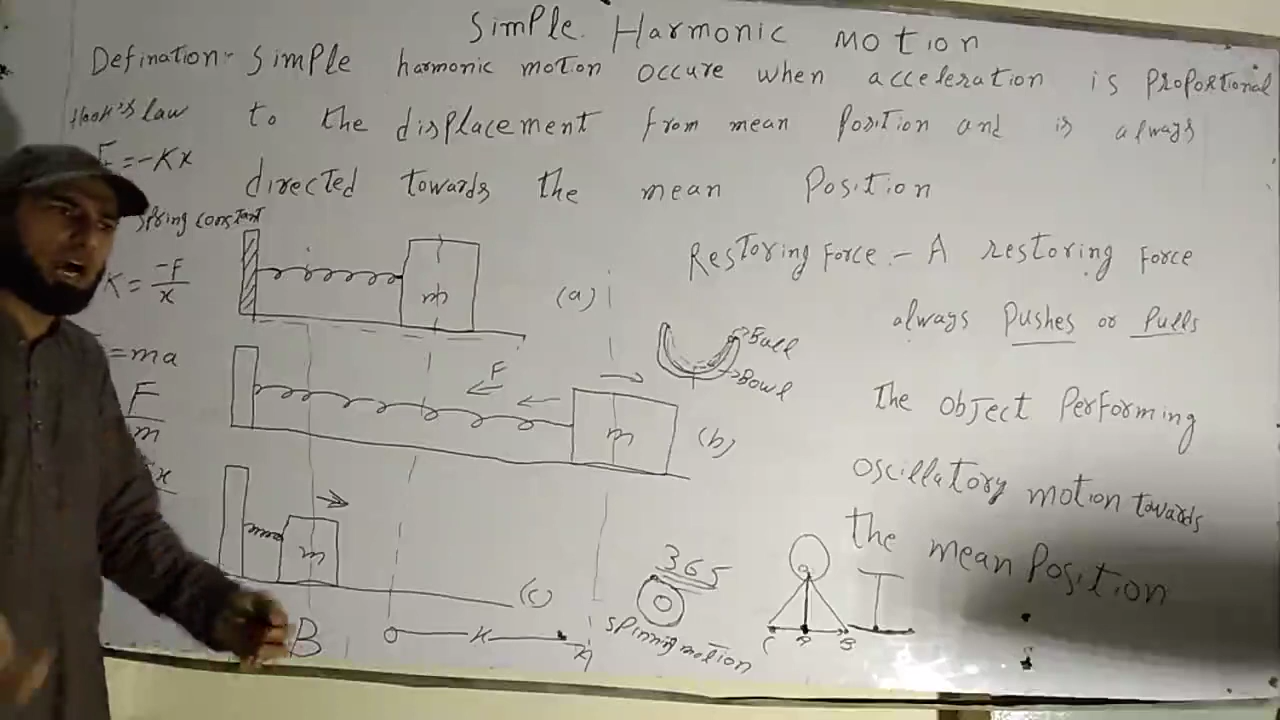 Simple Harmonic motion
Defination:- Simple harmonic motion occure when acceleration is proportional
to the displacement from mean position and is always
directed towards the mean position
Hook's law
F=-Kx
Spring constant
K = -F/x
=ma
F/m
x
m
(a)
F
m
(b)
m
(c)
B
O
x
A
Restoring Force:- A restoring force
always pushes or pulls
the object performing
oscillatory motion towards
the mean position
Ball
Bowl
365
spinning motion
C A B